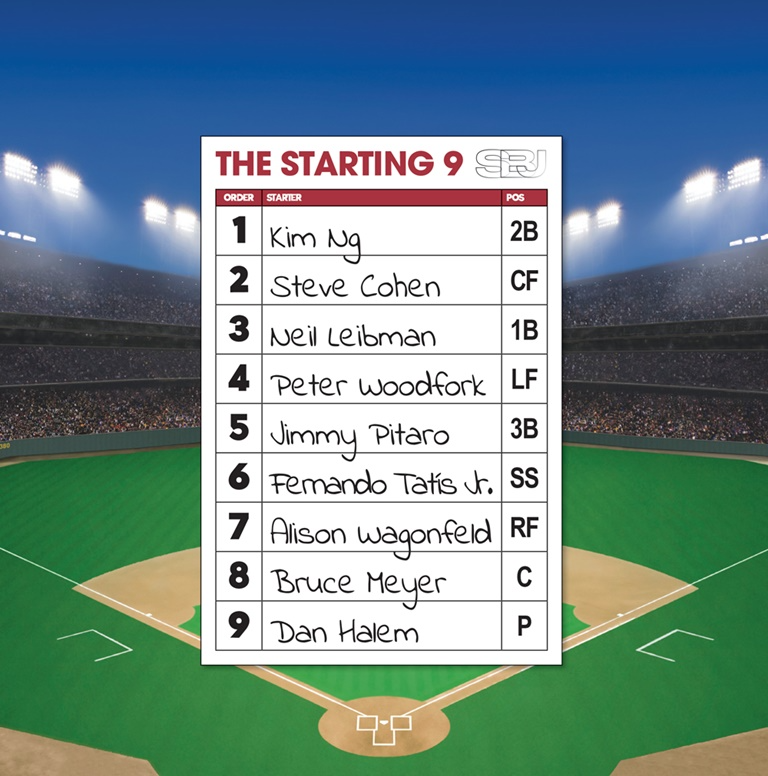 THE STARTING 9 SBJ
ORDER STARTER POS
1 Kim Ng 2B
2 Steve Cohen CF
3 Neil Leibman 1B
4 Peter Woodfork LF
5 Jimmy Pitaro 3B
6 Fernando Tatís Jr. SS
7 Alison Wagonfeld RF
8 Bruce Meyer C
9 Dan Halem P